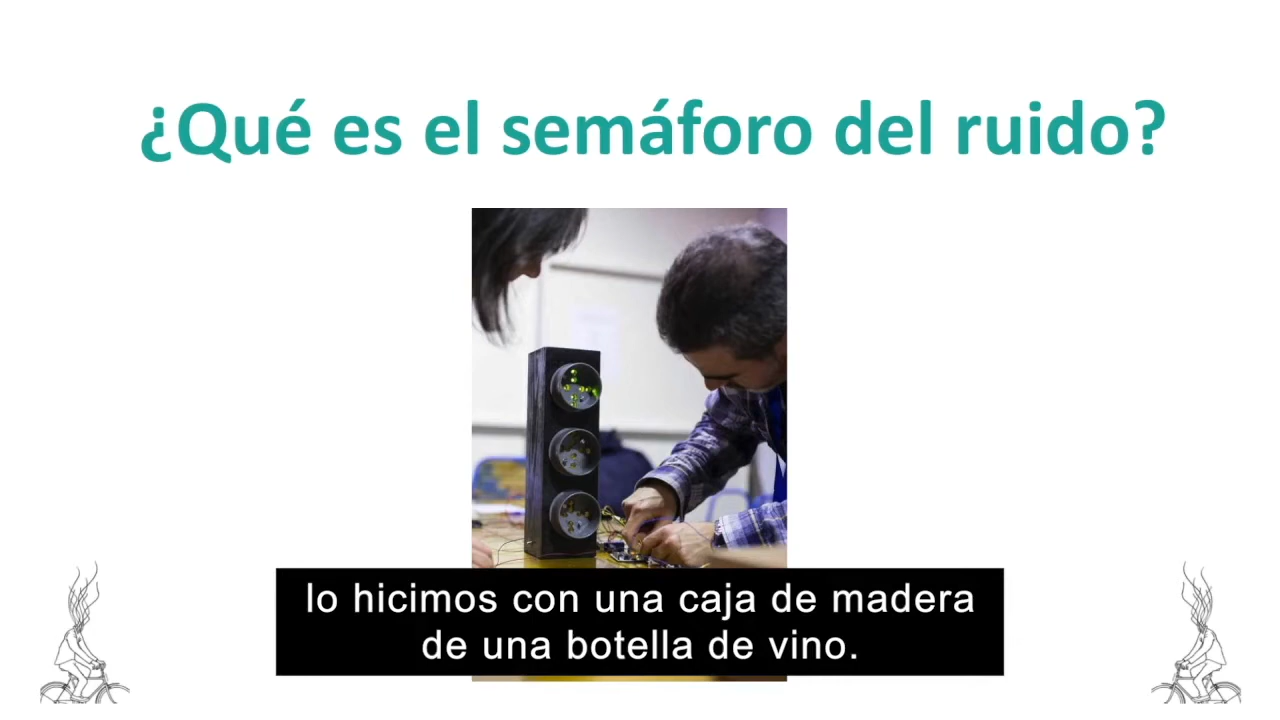 ¿Qué es el semáforo del ruido?
lo hicimos con una caja de madera
de una botella de vino.